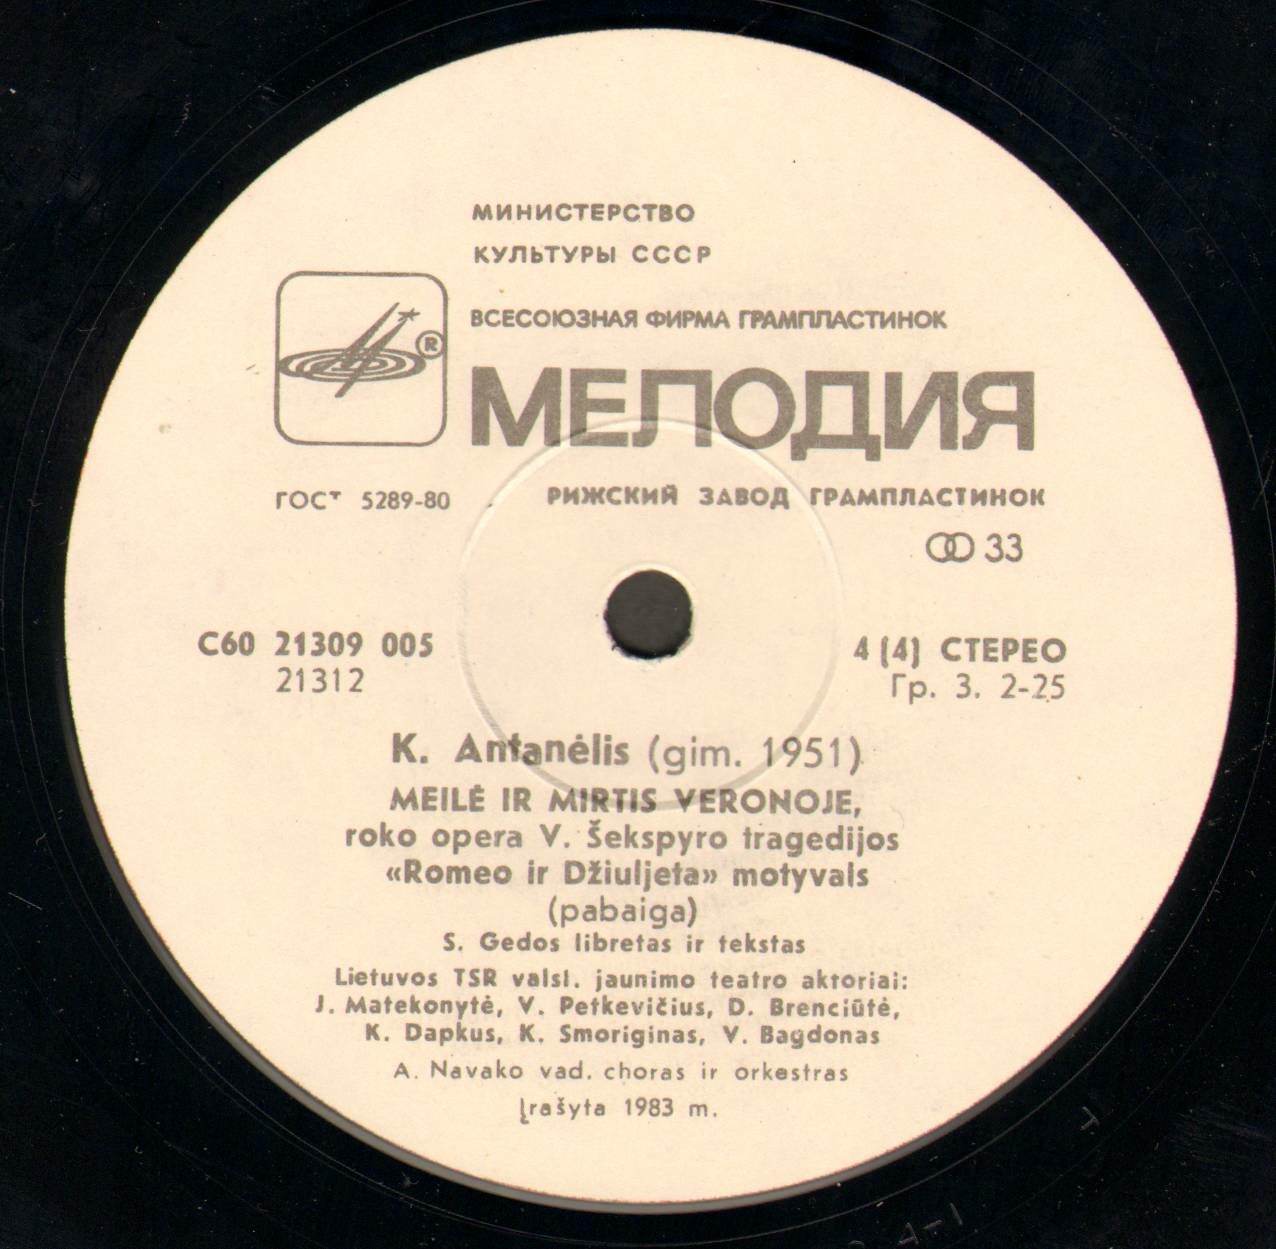 МИНИСТЕРСТВО
КУЛЬТУРЫ СССР
ВСЕСОЮЗНАЯ ФИРМА ГРАМПЛАСТИНОК
МЕЛОДИЯ
®
ГОСТ 5289-80 РИЖСКИЙ ЗАВОД ГРАМПЛАСТИНОК
33
С60 21309 005 4 (4) СТЕРЕО
21312 Гр. 3. 2-25
K. Antanėlis (gim. 1951)
MEILĖ IR MIRTIS VERONOJE,
roko opera V. Šekspyro tragedijos
«Romeo ir Džiuljeta» motyvals
(pabaiga)
S. Gedos libretas ir tekstas
Lietuvos TSR valsl. jaunimo teatro aktoriai:
J. Matekonytė, V. Petkevičius, D. Brenciūtė,
K. Dapkus, K. Smoriginas, V. Bagdonas
A. Navako vad. choras ir orkestras
Įrašyta 1983 m.